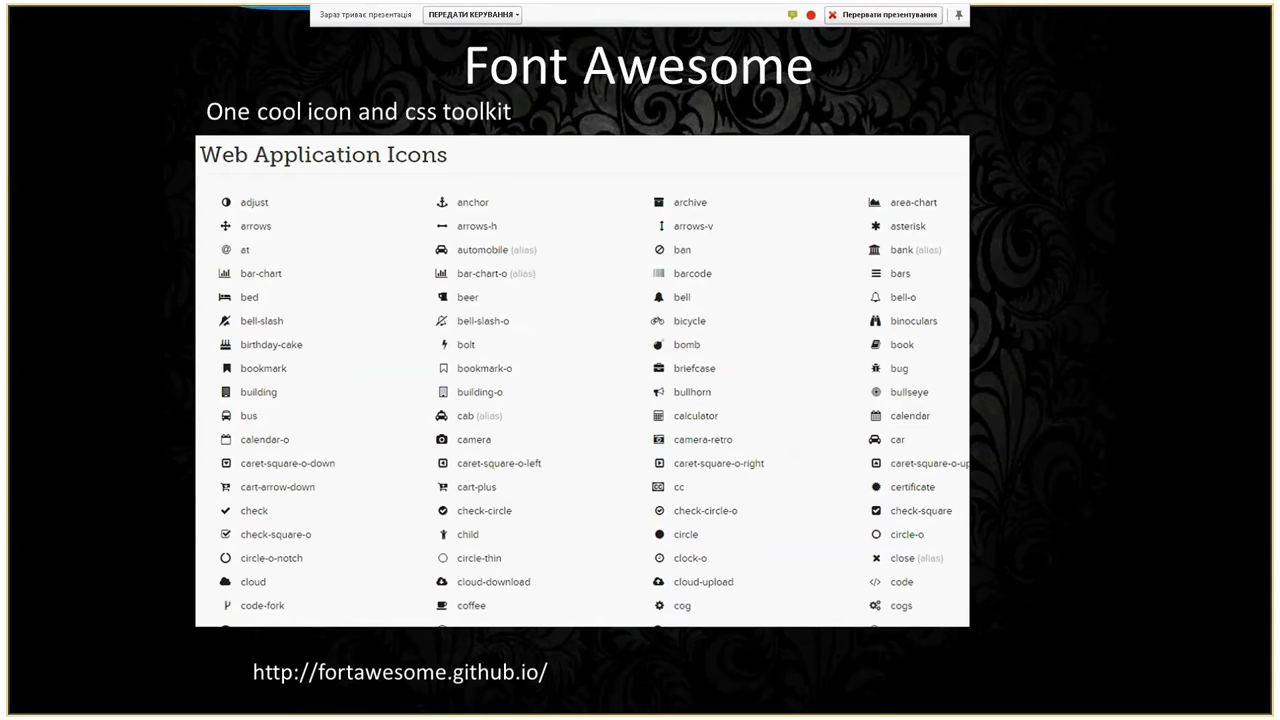 Зараз триває презентація ПЕРЕДАТИ КЕРУВАННЯ Перервати презентування
Font Awesome
One cool icon and css toolkit
Web Application Icons
adjust anchor archive area-chart
arrows arrows-h arrows-v asterisk
at automobile (alias) ban bank (alias)
bar-chart bar-chart-o (alias) barcode bars
bed beer bell bell-o
bell-slash bell-slash-o bicycle binoculars
birthday-cake bolt bomb book
bookmark bookmark-o briefcase bug
building building-o bullhorn bullseye
bus cab (alias) calculator calendar
calendar-o camera camera-retro car
caret-square-o-down caret-square-o-left caret-square-o-right caret-square-o-up
cart-arrow-down cart-plus cc certificate
check check-circle check-circle-o check-square
check-square-o child circle circle-o
circle-o-notch circle-thin clock-o close (alias)
cloud cloud-download cloud-upload code
code-fork coffee cog cogs
http://fortawesome.github.io/